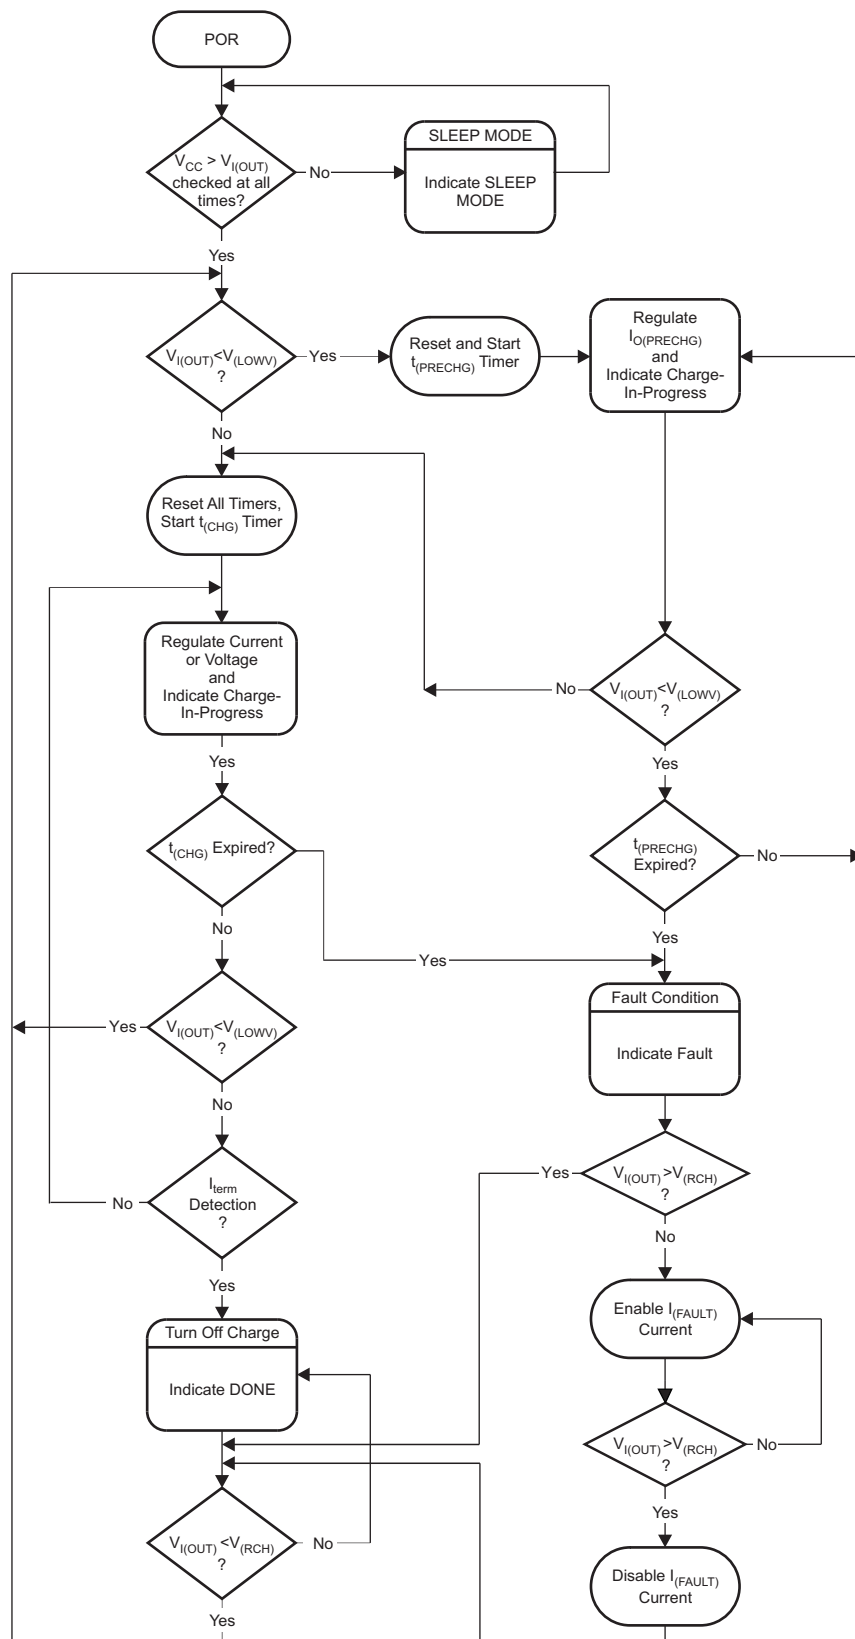 POR
V_CC > V_I(OUT)
checked at all
times?
No
SLEEP MODE
Indicate SLEEP
MODE
Yes
V_I(OUT)<V_(LOWV)
?
Yes
Reset and Start
t_(PRECHG) Timer
Regulate
I_O(PRECHG)
and
Indicate Charge-
In-Progress
No
Reset All Timers,
Start t_(CHG) Timer
Regulate Current
or Voltage
and
Indicate Charge-
In-Progress
No
V_I(OUT)<V_(LOWV)
?
Yes
Yes
t_(CHG) Expired?
t_(PRECHG)
Expired?
No
No
Yes
Yes
Fault Condition
Indicate Fault
Yes
V_I(OUT)<V_(LOWV)
?
No
I_term
Detection
?
No
Yes
V_I(OUT)>V_(RCH)
?
Yes
No
Turn Off Charge
Indicate DONE
Enable I_(FAULT)
Current
V_I(OUT)>V_(RCH)
?
No
Yes
V_I(OUT)<V_(RCH)
?
No
Yes
Disable I_(FAULT)
Current